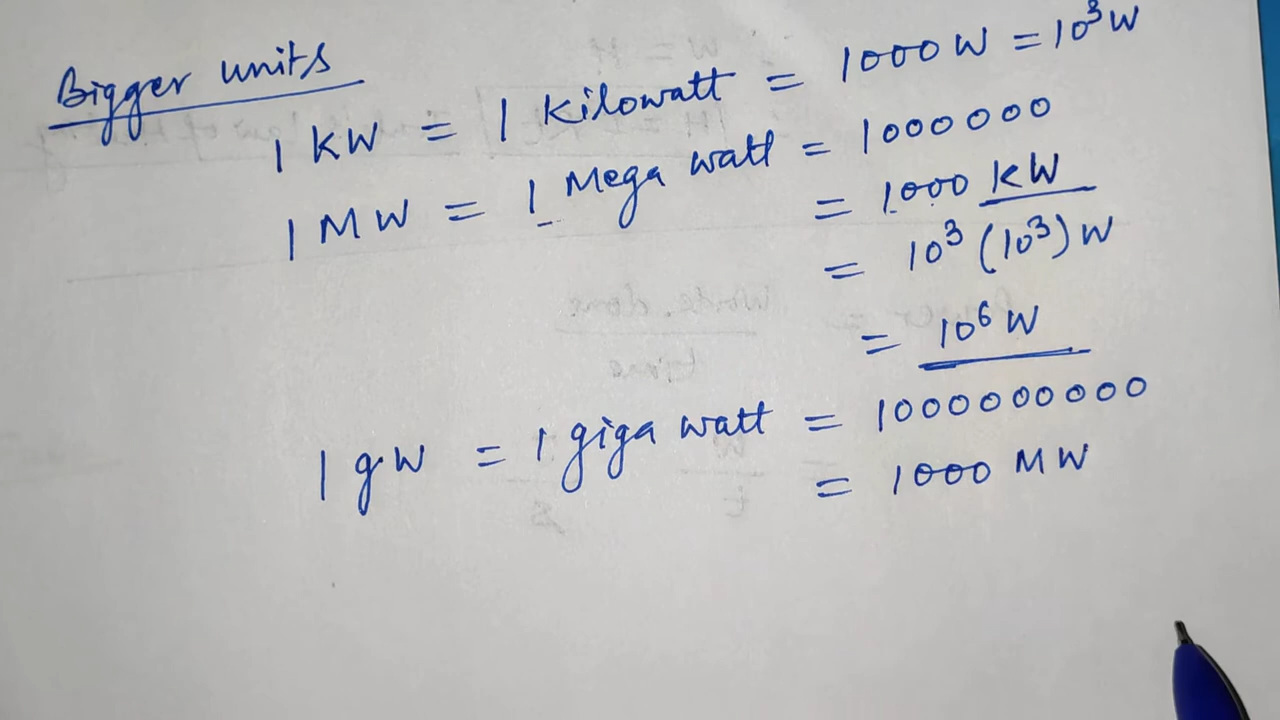 Bigger units
1 KW = 1 Kilowatt = 1000 W = 10³ W
1 MW = 1 Mega watt = 1000000
= 1000 KW
= 10³ (10³) W
= 10⁶ W
1 gW = 1 giga watt = 1000000000
= 1000 MW